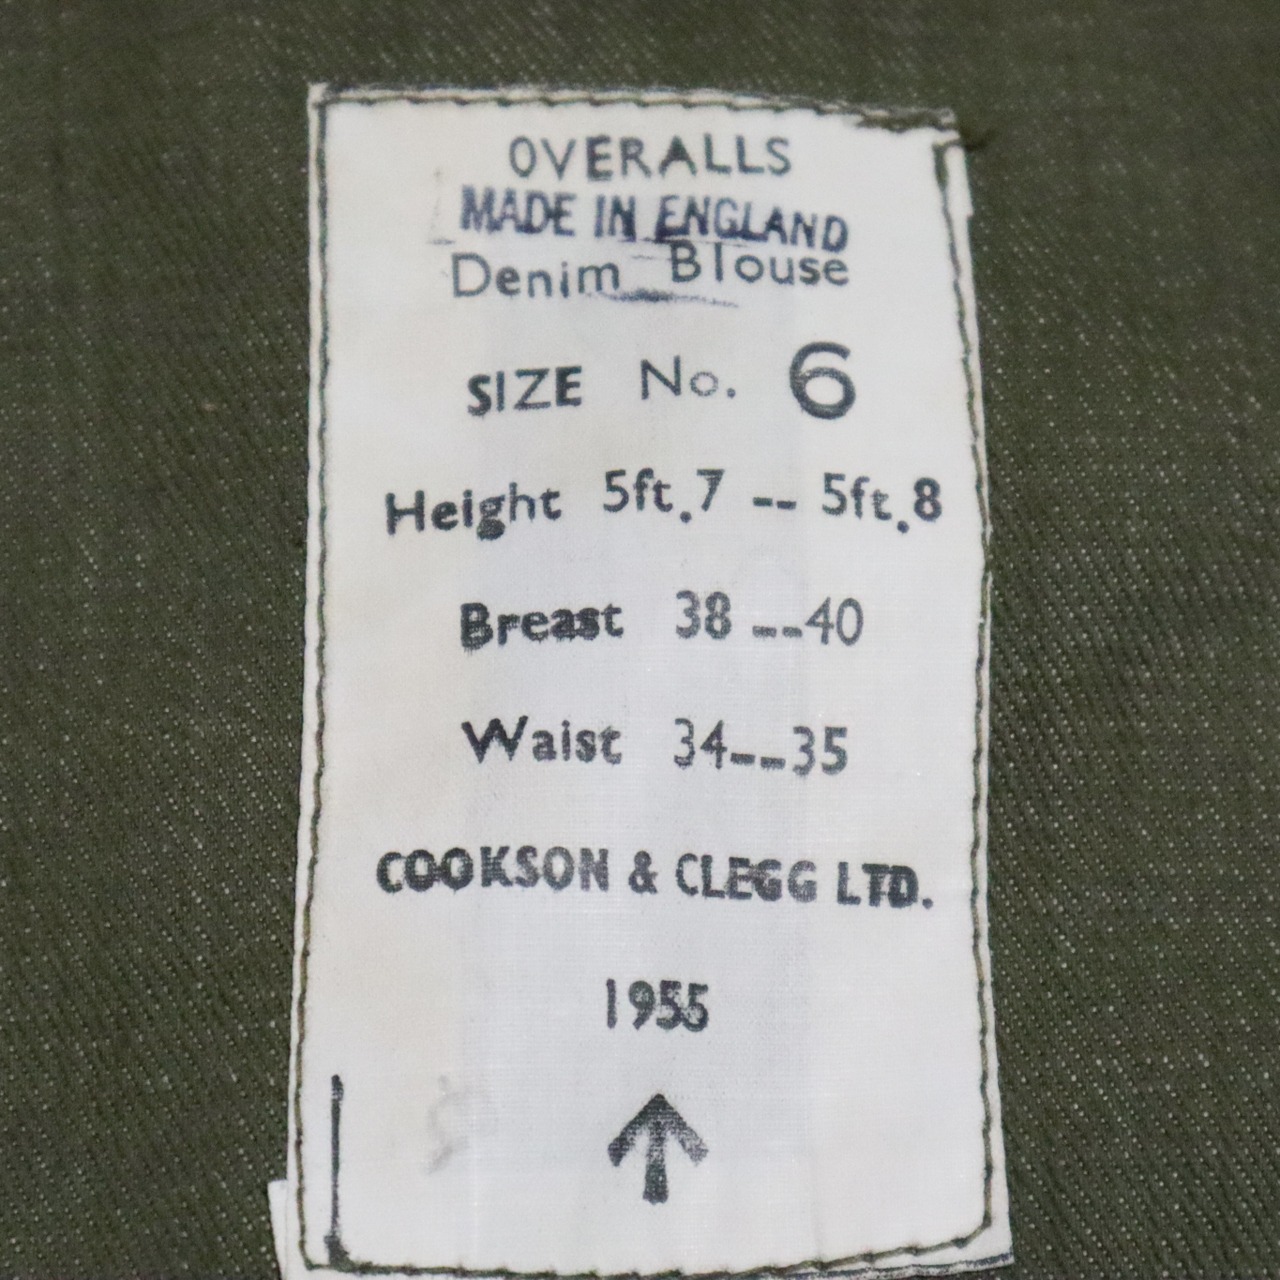 OVERALLS
MADE IN ENGLAND
Denim Blouse
SIZE No. 6
Height 5ft.7 -- 5ft.8
Breast 38 -- 40
Waist 34 -- 35
COOKSON & CLEGG LTD.
1955